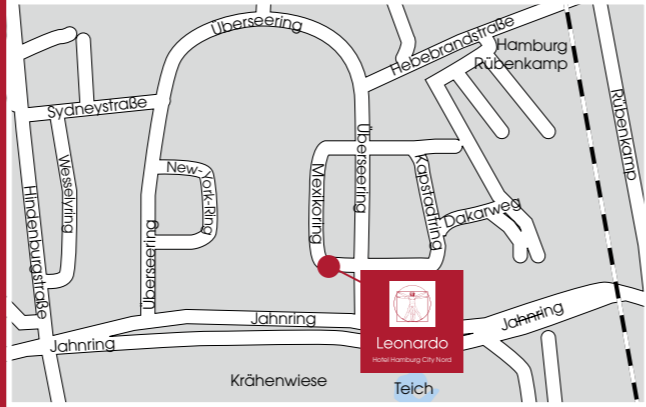 Überseering
Hebebrandstraße
Hamburg
Rübenkamp
Sydneystraße
Rübenkamp
Wesselyring
New-York-Ring
Mexikoring
Überseering
Kapstadtring
Hindenburgstraße
Dakarweg
Überseering
Jahnring
Jahnring
Jahnring
Leonardo
Hotel Hamburg City Nord
Krähenwiese
Teich